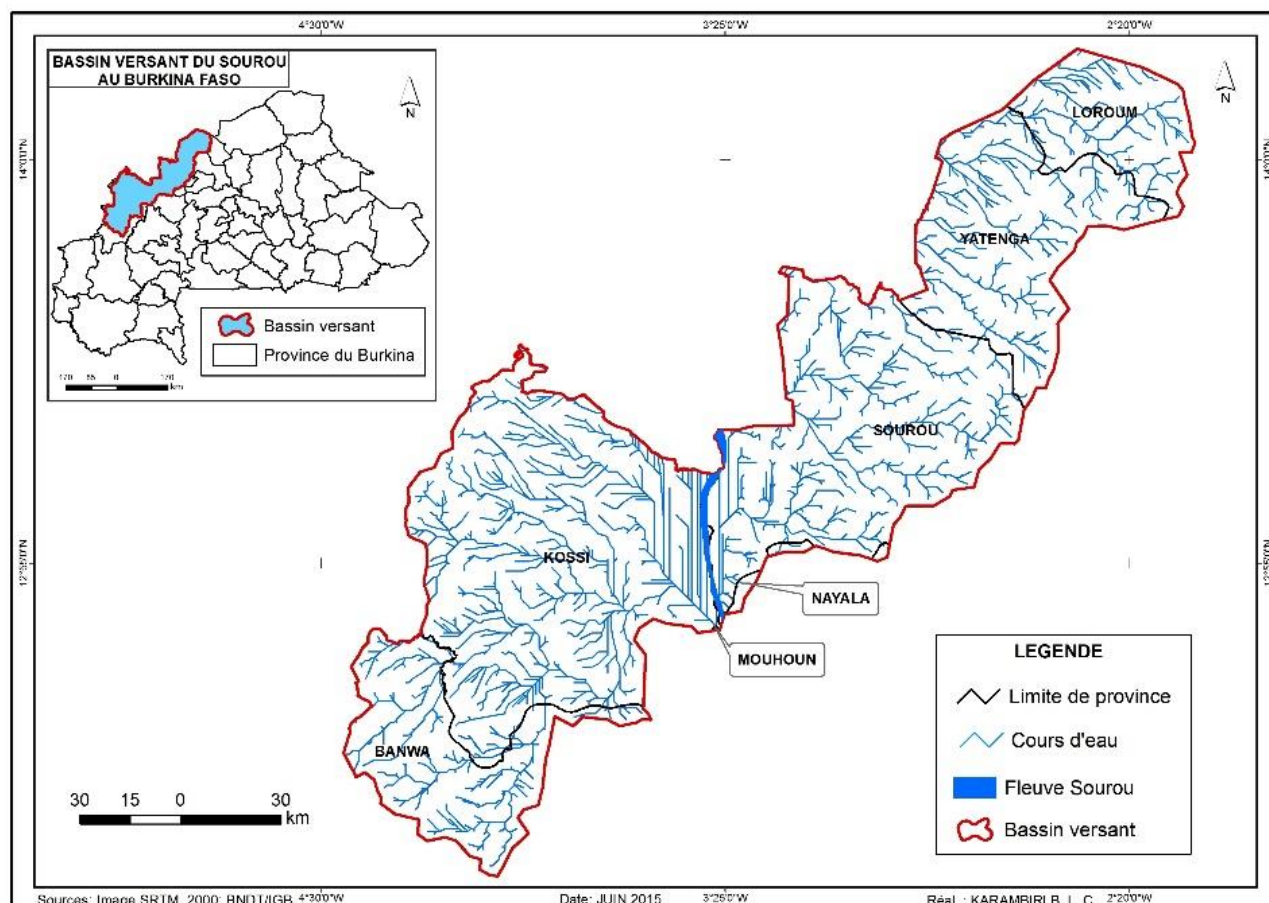 4°30'0"W
3°25'0"W
2°20'0"W
BASSIN VERSANT DU SOUROU
AU BURKINA FASO
N
N
14°0'0"N
14°0'0"N
LOROUM
YATENGA
Bassin versant
Province du Burkina
170 85 0 170
km
SOUROU
KOSSI
12°55'0"N
12°55'0"N
NAYALA
MOUHOUN
BANWA
LEGENDE
Limite de province
Cours d'eau
Fleuve Sourou
Bassin versant
30 15 0 30
km
Sources: Image SRTM, 2000; BNDT/IGB
4°30'0"W
Date: JUIN 2015
3°25'0"W
Réal. : KARAMBIRI B. L. C.
2°20'0"W